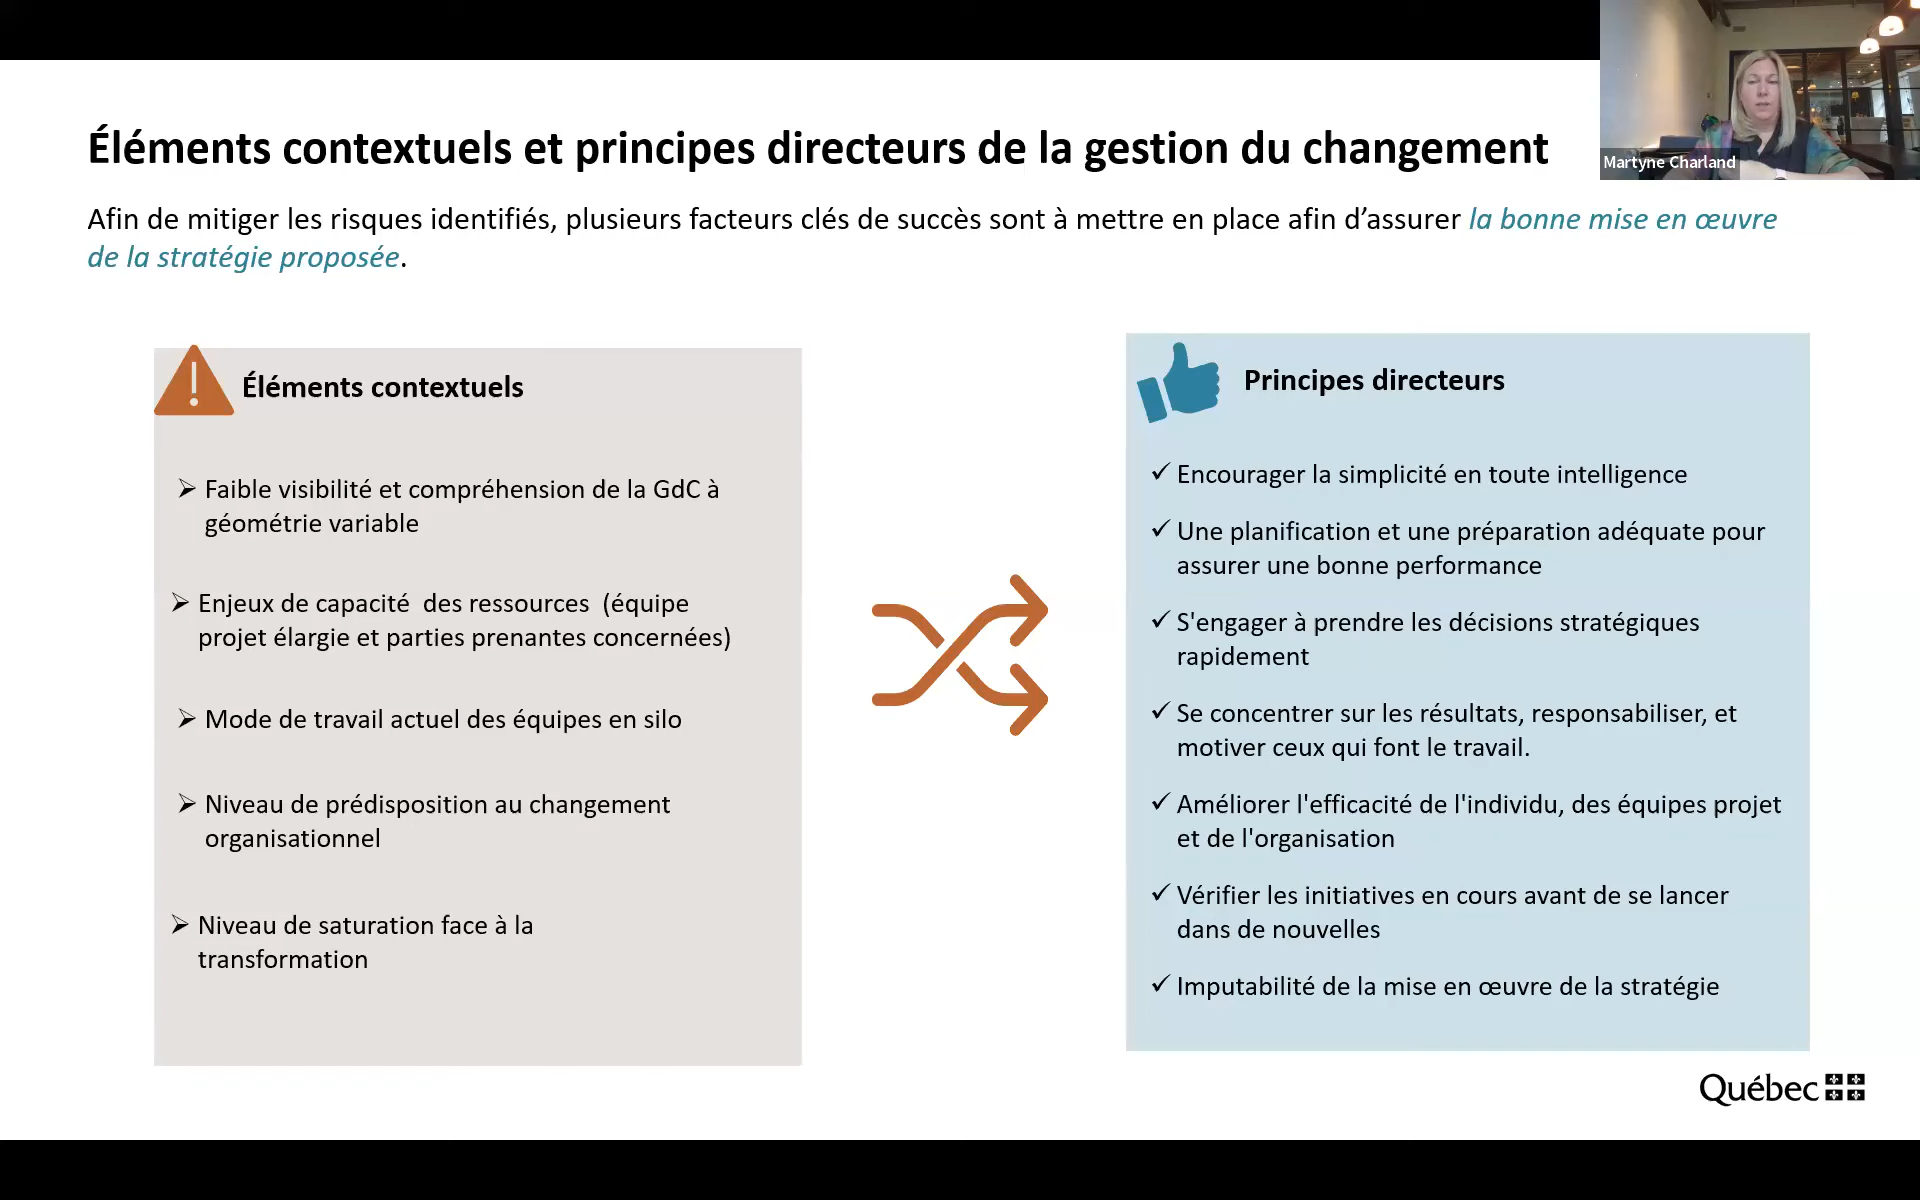 Martyne Charland
Éléments contextuels et principes directeurs de la gestion du changement
Afin de mitiger les risques identifiés, plusieurs facteurs clés de succès sont à mettre en place afin d’assurer la bonne mise en œuvre
de la stratégie proposée.
Éléments contextuels
Faible visibilité et compréhension de la GdC à
géométrie variable
Enjeux de capacité  des ressources  (équipe
projet élargie et parties prenantes concernées)
Mode de travail actuel des équipes en silo
Niveau de prédisposition au changement
organisationnel
Niveau de saturation face à la
transformation
Principes directeurs
Encourager la simplicité en toute intelligence
Une planification et une préparation adéquate pour
assurer une bonne performance
S'engager à prendre les décisions stratégiques
rapidement
Se concentrer sur les résultats, responsabiliser, et
motiver ceux qui font le travail.
Améliorer l'efficacité de l'individu, des équipes projet
et de l'organisation
Vérifier les initiatives en cours avant de se lancer
dans de nouvelles
Imputabilité de la mise en œuvre de la stratégie
Québec